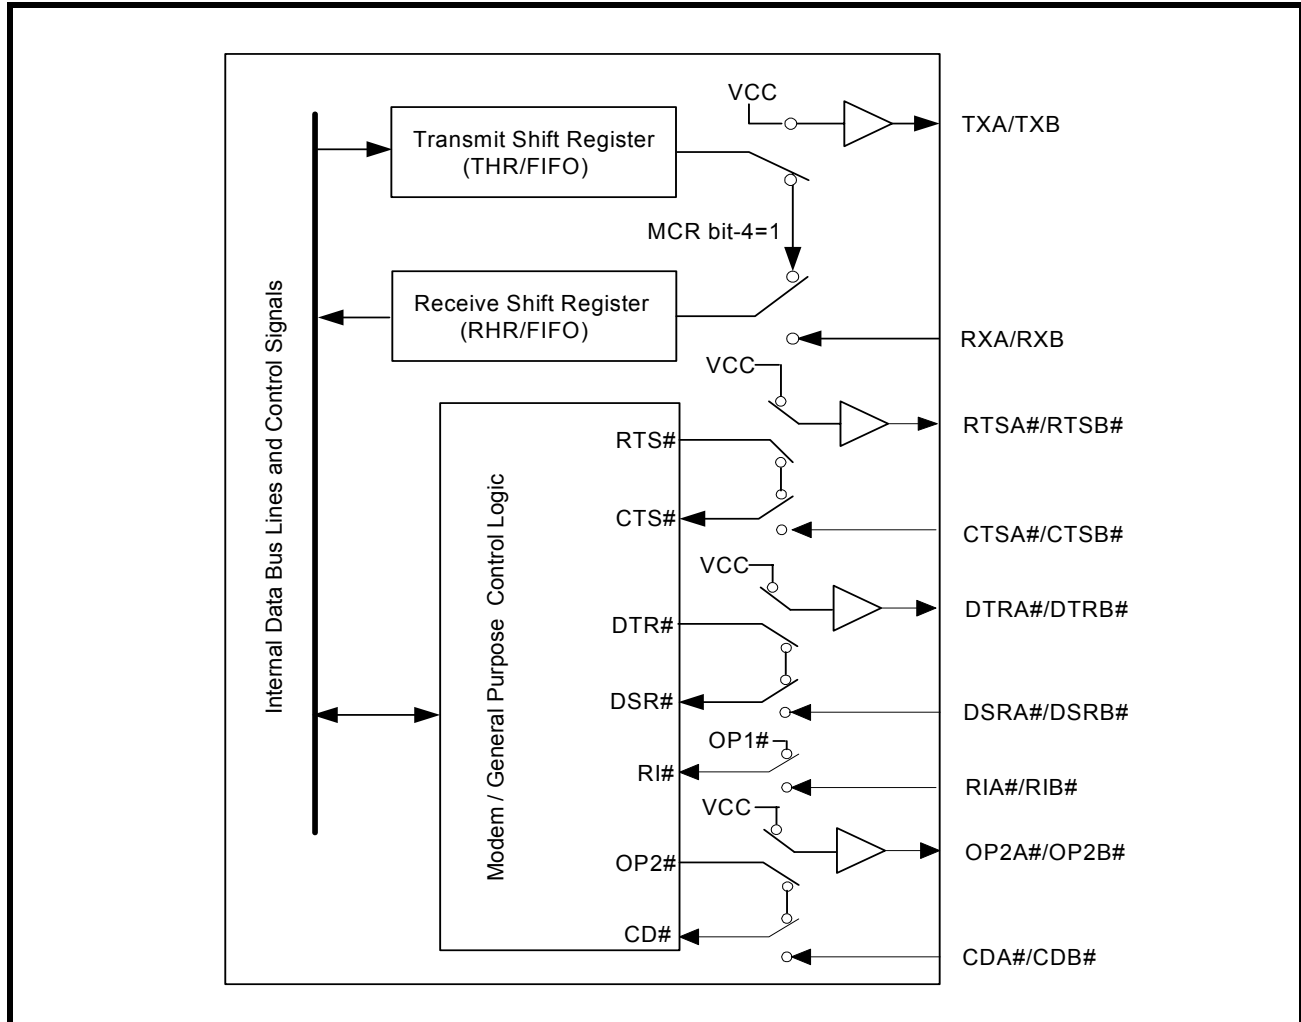 VCC
TXA/TXB
Transmit Shift Register
(THR/FIFO)
MCR bit-4=1
Receive Shift Register
(RHR/FIFO)
RXA/RXB
VCC
RTSA#/RTSB#
RTS#
CTS#
CTSA#/CTSB#
VCC
DTRA#/DTRB#
DTR#
DSR#
DSRA#/DSRB#
OP1#
RI#
RIA#/RIB#
VCC
OP2A#/OP2B#
OP2#
CD#
CDA#/CDB#
Internal Data Bus Lines and Control Signals
Modem / General Purpose Control Logic